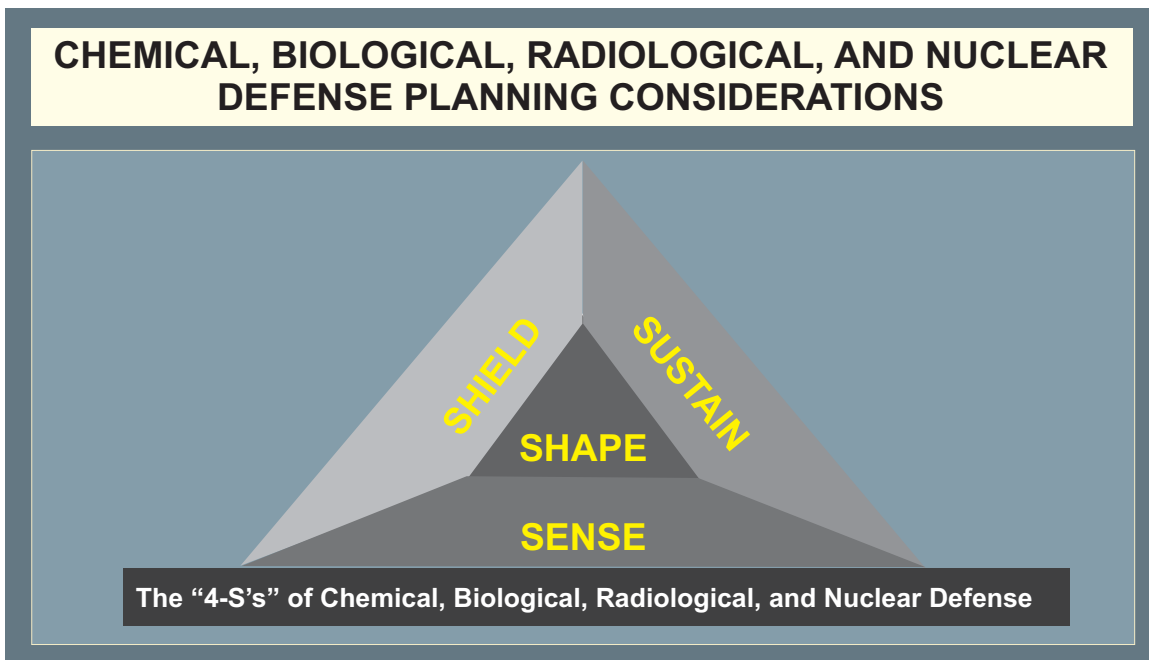 CHEMICAL, BIOLOGICAL, RADIOLOGICAL, AND NUCLEAR
DEFENSE PLANNING CONSIDERATIONS
SHIELD
SUSTAIN
SHAPE
SENSE
The “4-S’s” of Chemical, Biological, Radiological, and Nuclear Defense